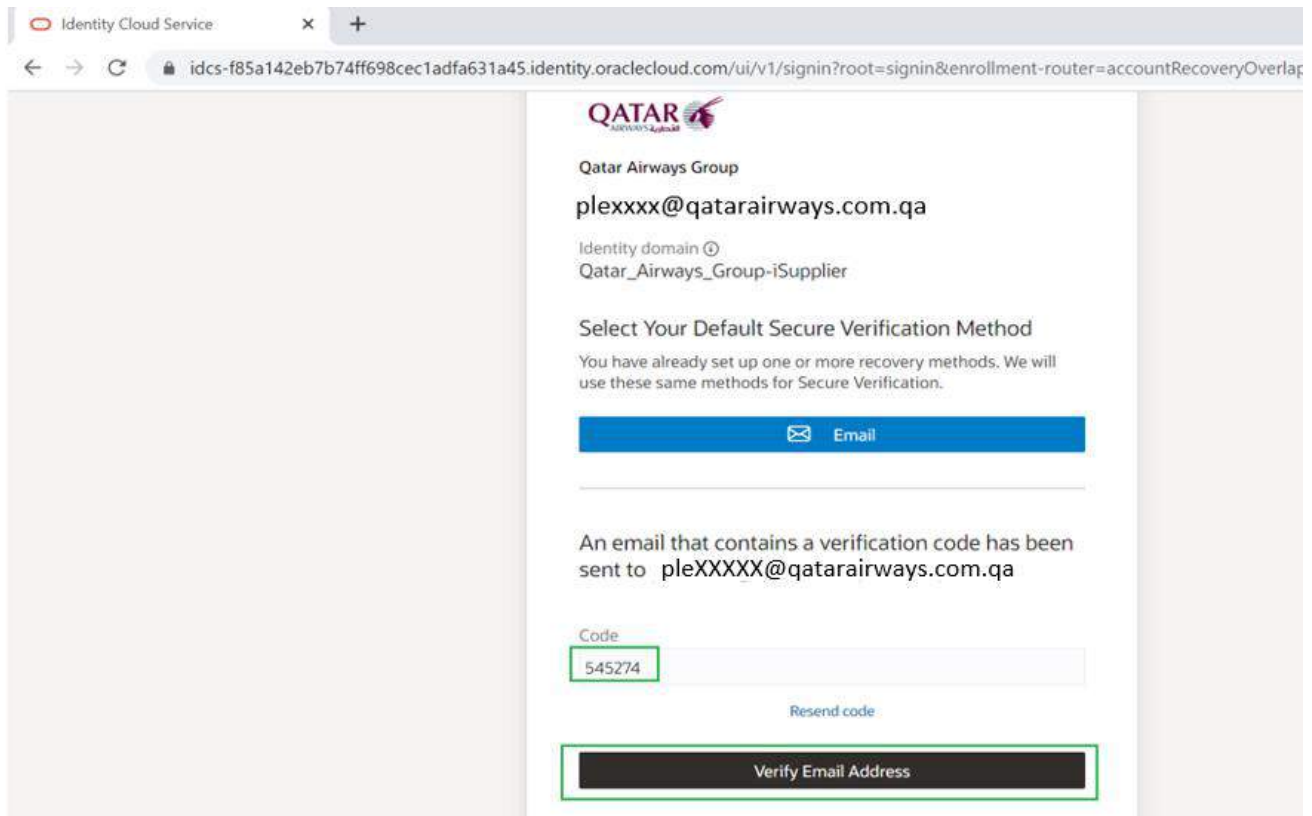 Identity Cloud Service
idcs-f85a142eb7b74ff698cec1adfa631a45.identity.oraclecloud.com/ui/v1/signin?root=signin&enrollment-router=accountRecoveryOverlap
QATAR
AIRWAYS القطرية
Qatar Airways Group
plexxxx@qatarairways.com.qa
Identity domain
Qatar_Airways_Group-iSupplier
Select Your Default Secure Verification Method
You have already set up one or more recovery methods. We will
use these same methods for Secure Verification.
Email
An email that contains a verification code has been
sent to pleXXXXX@qatarairways.com.qa
Code
545274
Resend code
Verify Email Address